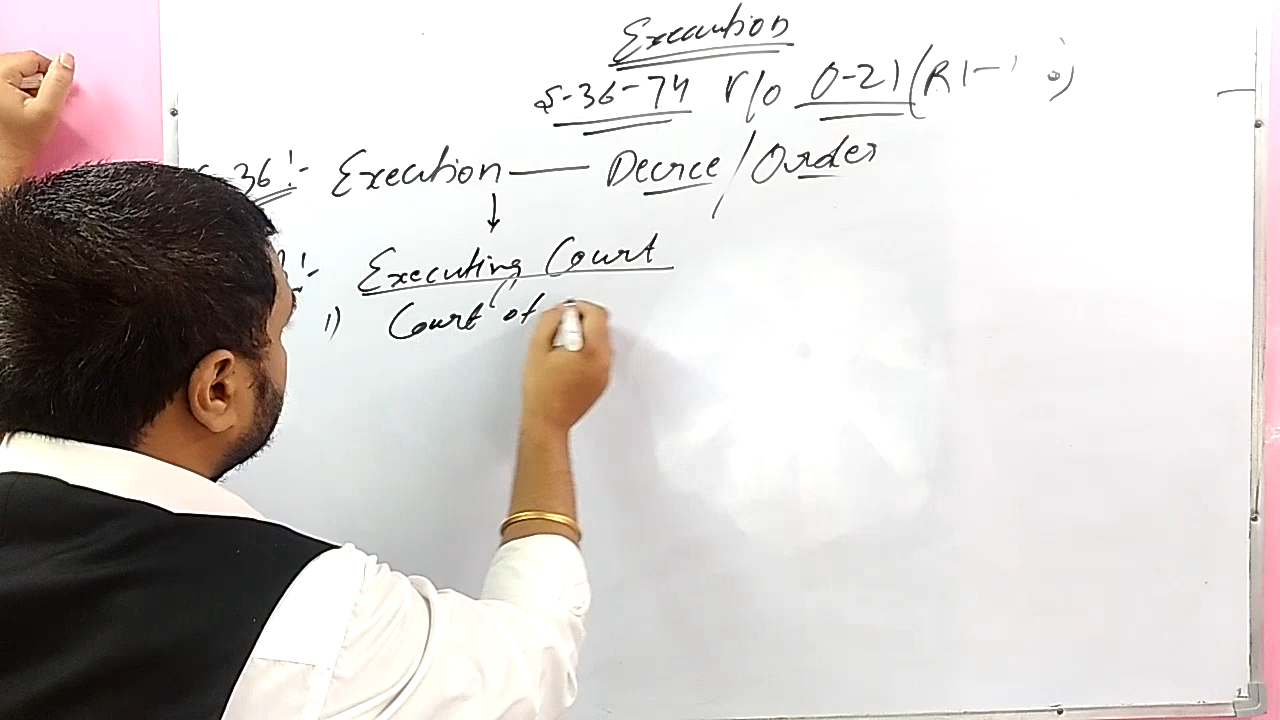 Execution
S-36-74 r/o O-21 (R1-
36:- Execution — Decree/Order
↓
:- Executing Court
1) Court of